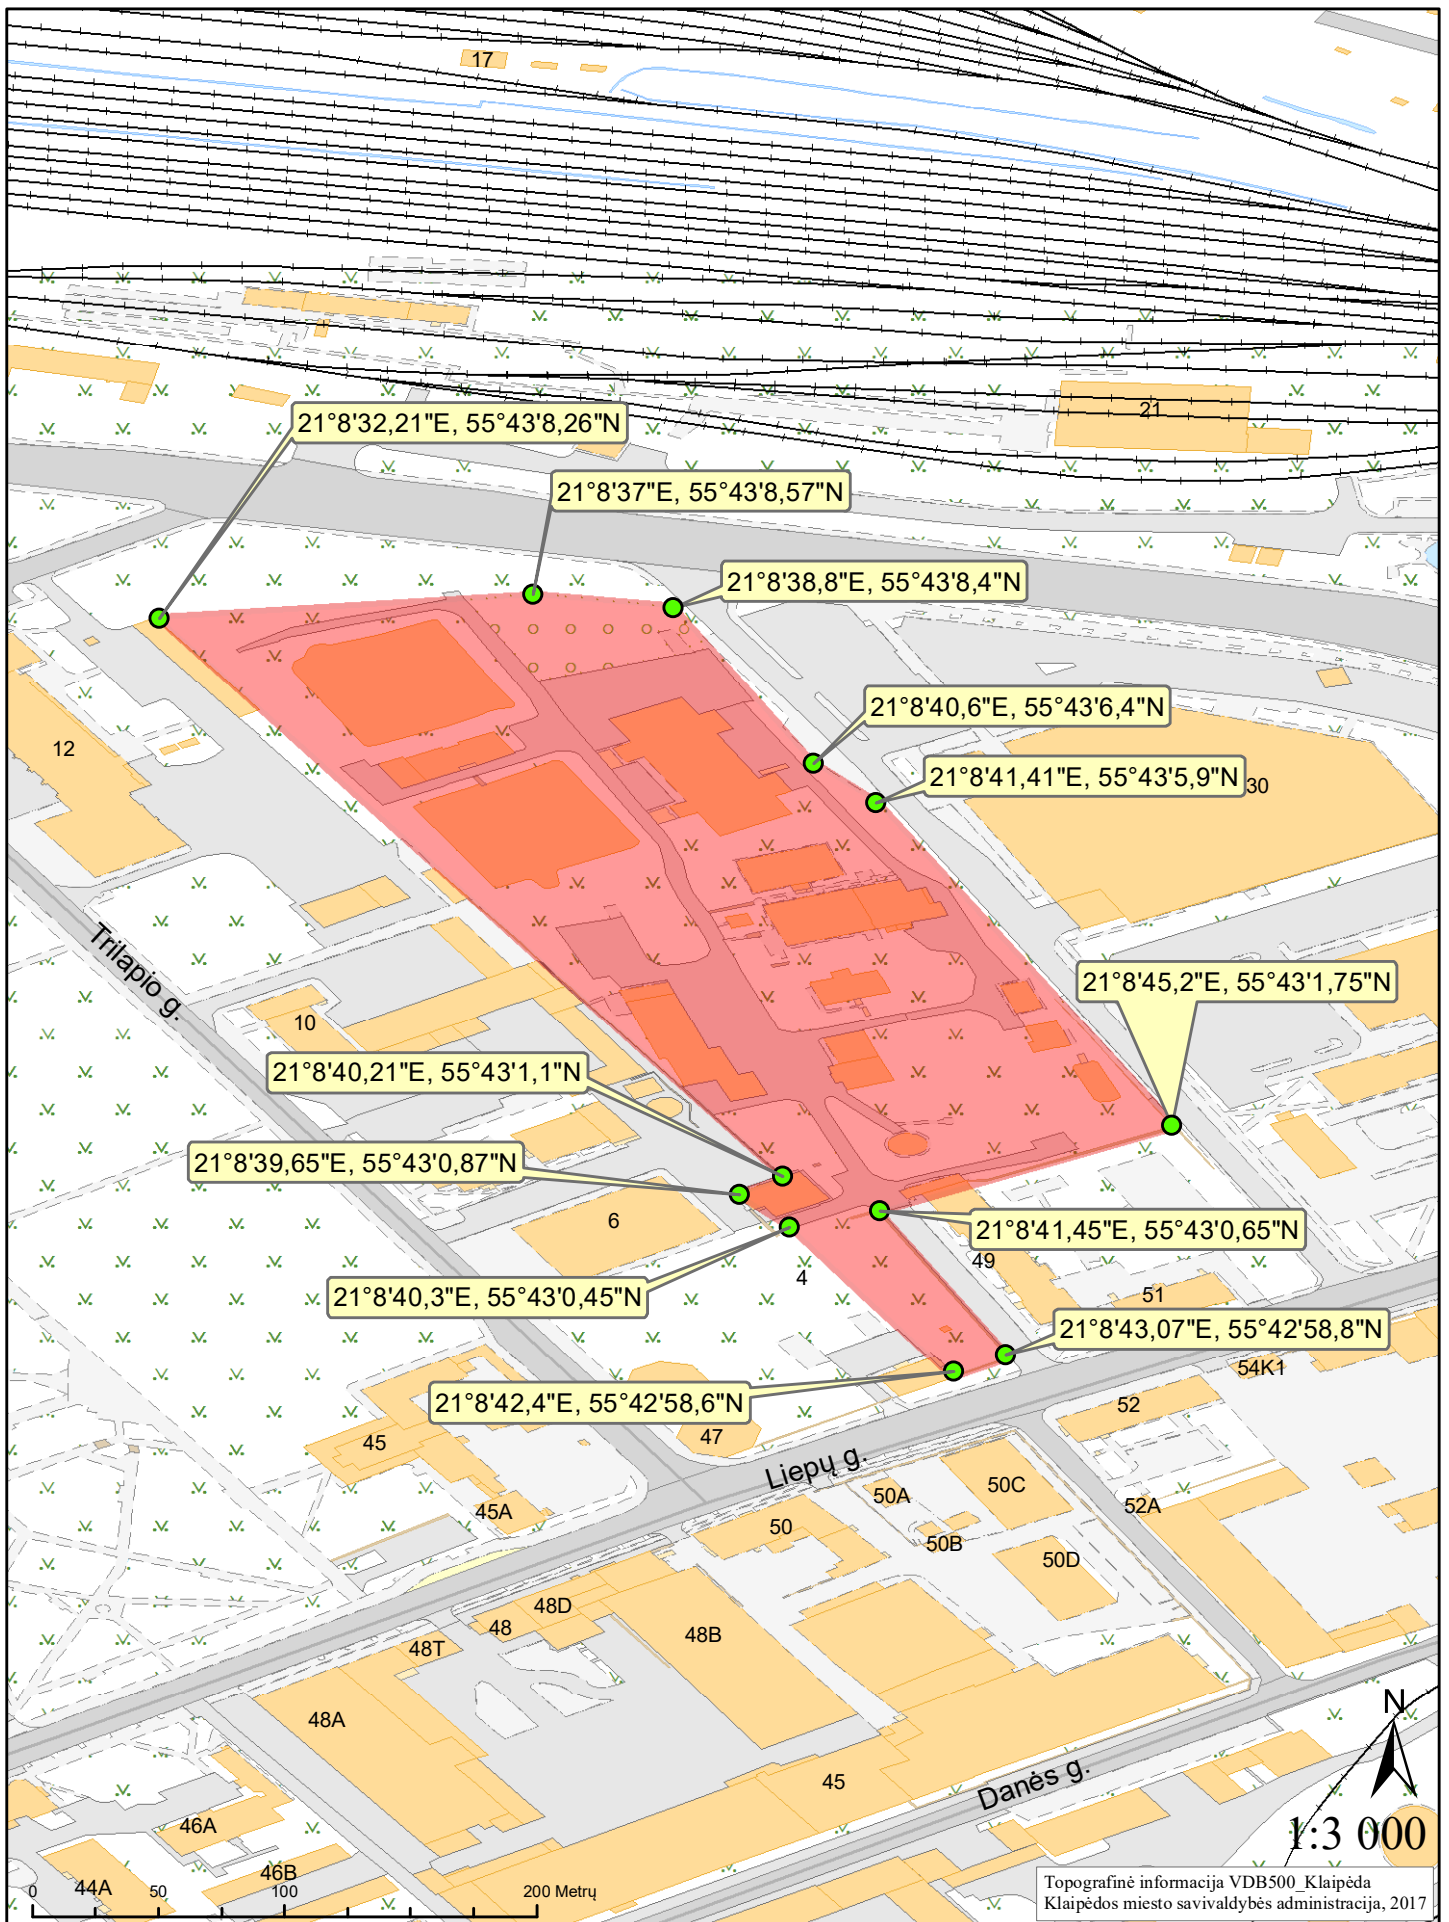 17
21
21°8'32,21"E, 55°43'8,26"N
21°8'37"E, 55°43'8,57"N
21°8'38,8"E, 55°43'8,4"N
21°8'40,6"E, 55°43'6,4"N
21°8'41,41"E, 55°43'5,9"N
30
12
Trilapio g.
21°8'45,2"E, 55°43'1,75"N
10
21°8'40,21"E, 55°43'1,1"N
21°8'39,65"E, 55°43'0,87"N
6
21°8'41,45"E, 55°43'0,65"N
49
4
21°8'40,3"E, 55°43'0,45"N
51
21°8'43,07"E, 55°42'58,8"N
54K1
21°8'42,4"E, 55°42'58,6"N
52
47
45
Liepų g.
50C
50A
52A
45A
50
50B
50D
48D
48
48B
48T
48A
45
Danės g.
N
46A
1:3 000
46B
44A
0 50 100 200 Metrų
Topografinė informacija VDB500_Klaipėda
Klaipėdos miesto savivaldybės administracija, 2017